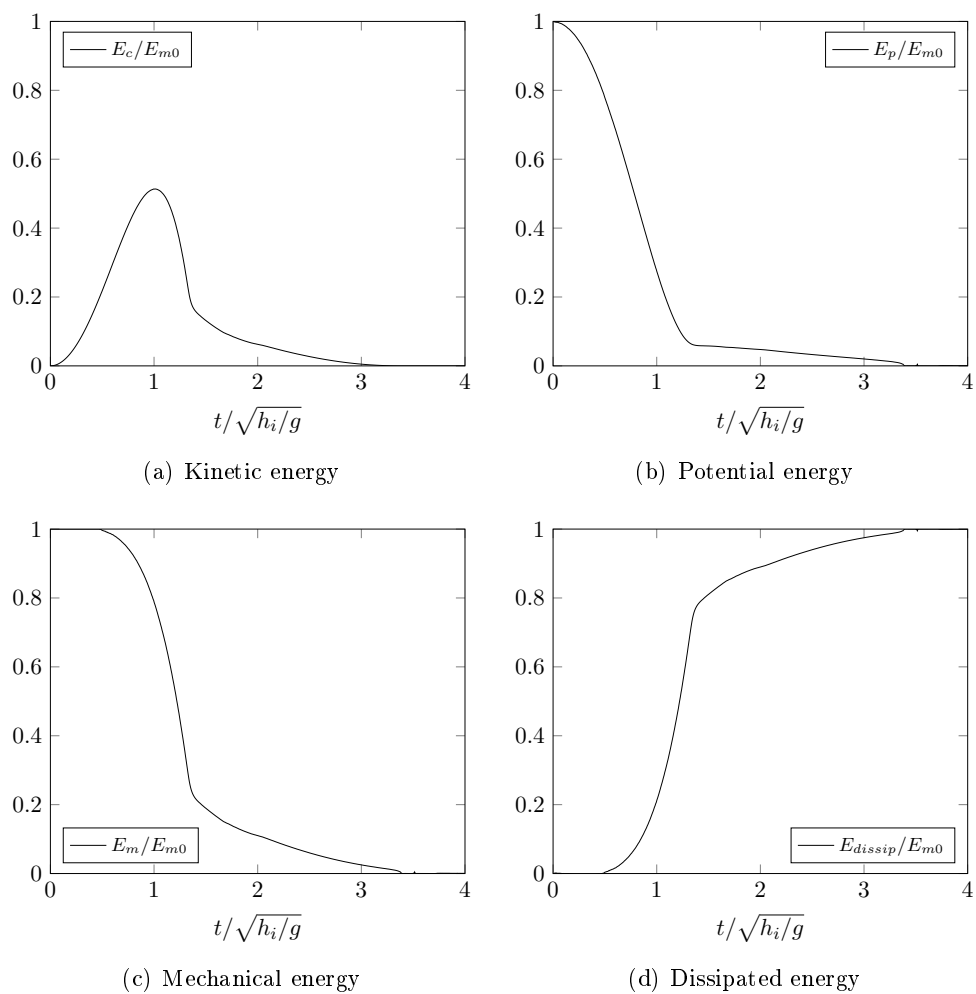 1
0.8
0.6
0.4
0.2
0
E_c/E_{m0}
0 1 2 3 4
t/√(h_i/g)
(a) Kinetic energy
1
0.8
0.6
0.4
0.2
0
E_p/E_{m0}
0 1 2 3 4
t/√(h_i/g)
(b) Potential energy
1
0.8
0.6
0.4
0.2
0
E_m/E_{m0}
0 1 2 3 4
t/√(h_i/g)
(c) Mechanical energy
1
0.8
0.6
0.4
0.2
0
E_{dissip}/E_{m0}
0 1 2 3 4
t/√(h_i/g)
(d) Dissipated energy